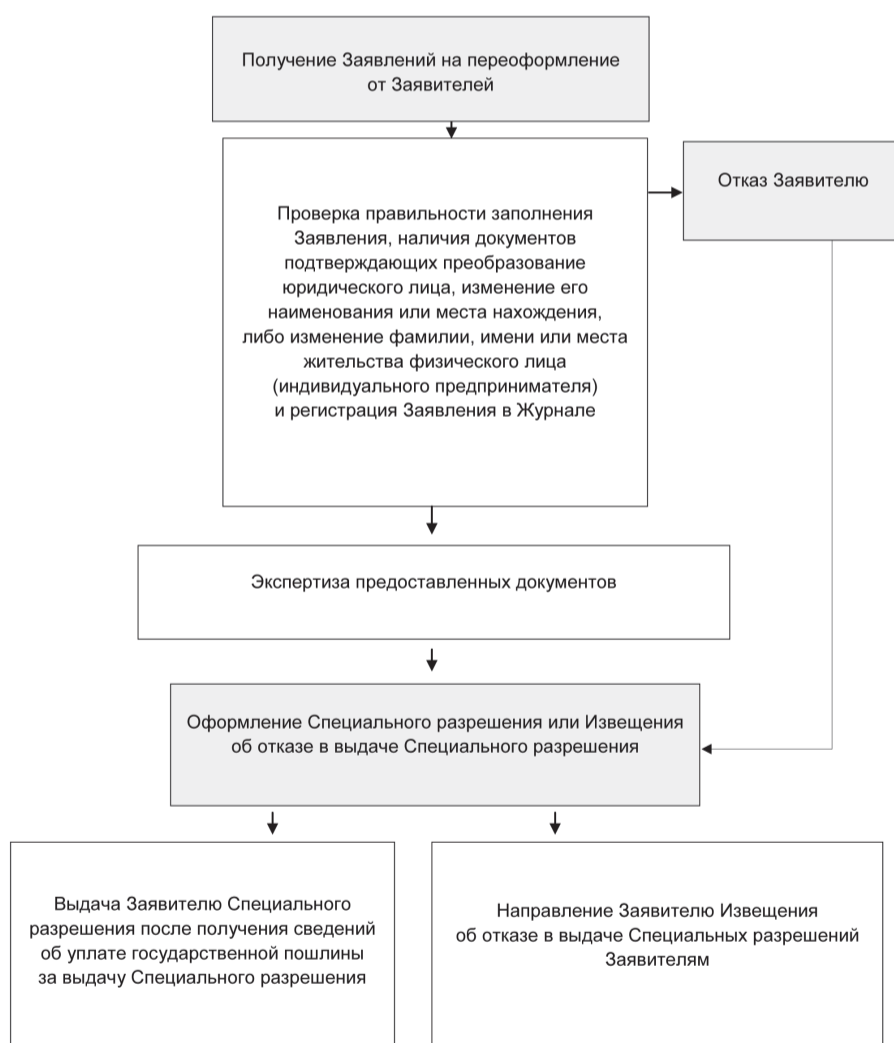 Получение Заявлений на переоформление
от Заявителей
Отказ Заявителю
Проверка правильности заполнения
Заявления, наличия документов
подтверждающих преобразование
юридического лица, изменение его
наименования или места нахождения,
либо изменение фамилии, имени или места
жительства физического лица
(индивидуального предпринимателя)
и регистрация Заявления в Журнале
Экспертиза предоставленных документов
Оформление Специального разрешения или Извещения
об отказе в выдаче Специального разрешения
Выдача Заявителю Специального
разрешения после получения сведений
об уплате государственной пошлины
за выдачу Специального разрешения
Направление Заявителю Извещения
об отказе в выдаче Специальных разрешений
Заявителям